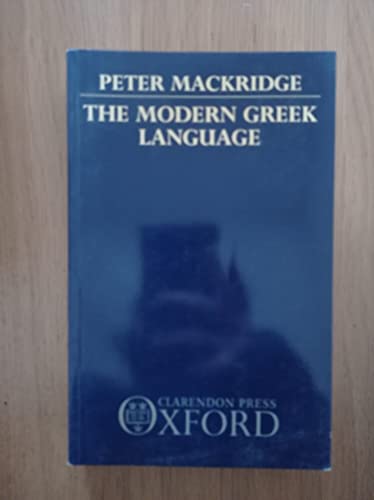 PETER MACKRIDGE
THE MODERN GREEK
LANGUAGE
CLARENDON PRESS
OXFORD